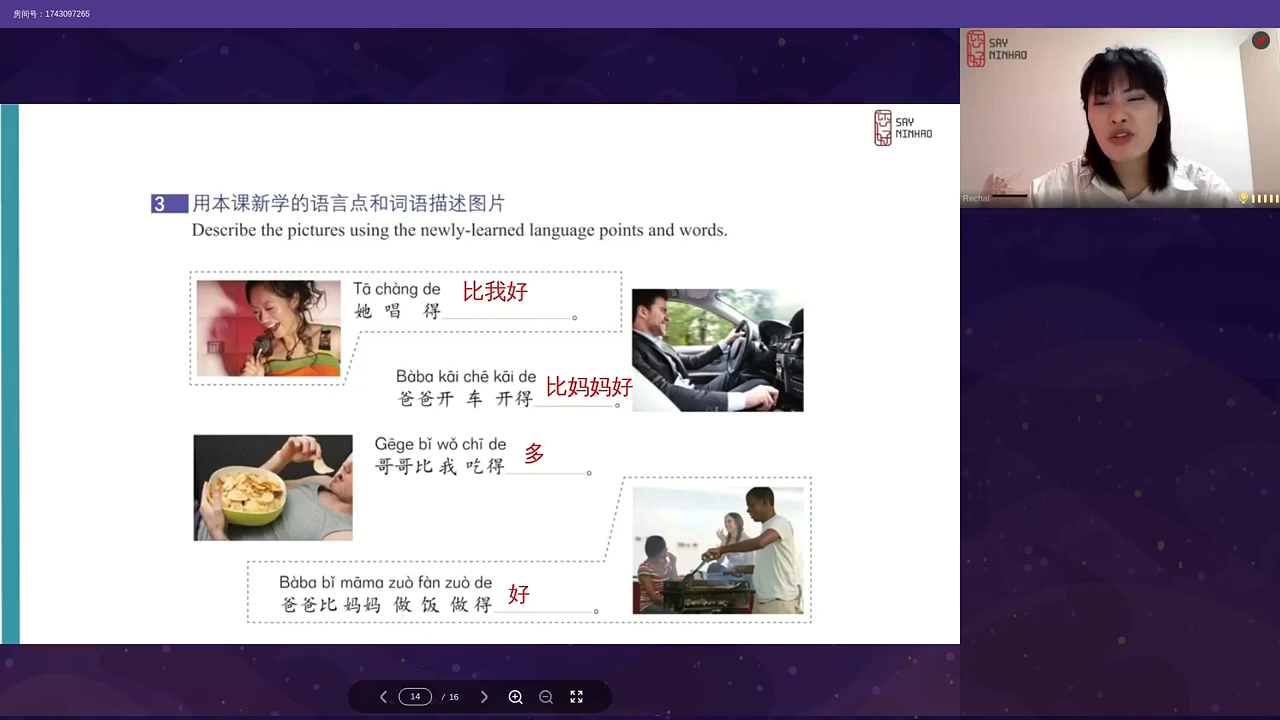 房间号：1743097265
SAY
NINHAO
SAY
NINHAO
Rechal
3 用本课新学的语言点和词语描述图片
Describe the pictures using the newly-learned language points and words.
Tā chàng de
她 唱 得 比我好 。
Bàba kāi chē kāi de
爸爸开 车 开得 比妈妈好 。
Gēge bǐ wǒ chī de
哥哥比 我 吃得 多 。
Bàba bǐ māma zuò fàn zuò de
爸爸比 妈妈 做 饭 做 得 好 。
14 / 16